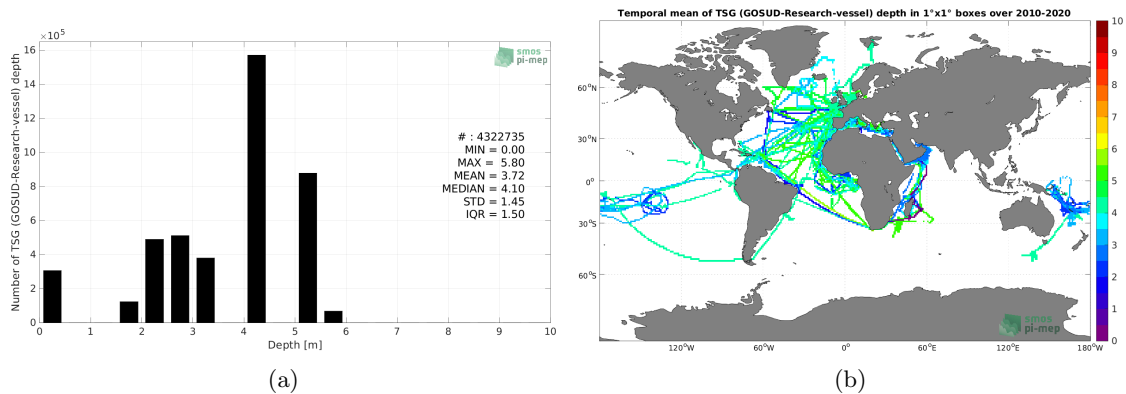 ×10⁵
16
14
12
10
8
6
4
2
0
Number of TSG (GOSUD-Research-vessel) depth
smos
pi-mep
# : 4322735
MIN = 0.00
MAX = 5.80
MEAN = 3.72
MEDIAN = 4.10
STD = 1.45
IQR = 1.50
0 1 2 3 4 5 6 7 8 9 10
Depth [m]
(a)
Temporal mean of TSG (GOSUD-Research-vessel) depth in 1°x1° boxes over 2010-2020
60°N
30°N
0°
30°S
60°S
smos
pi-mep
120°W 60°W 0° 60°E 120°E 180°W
10
9
8
7
6
5
4
3
2
1
0
(b)